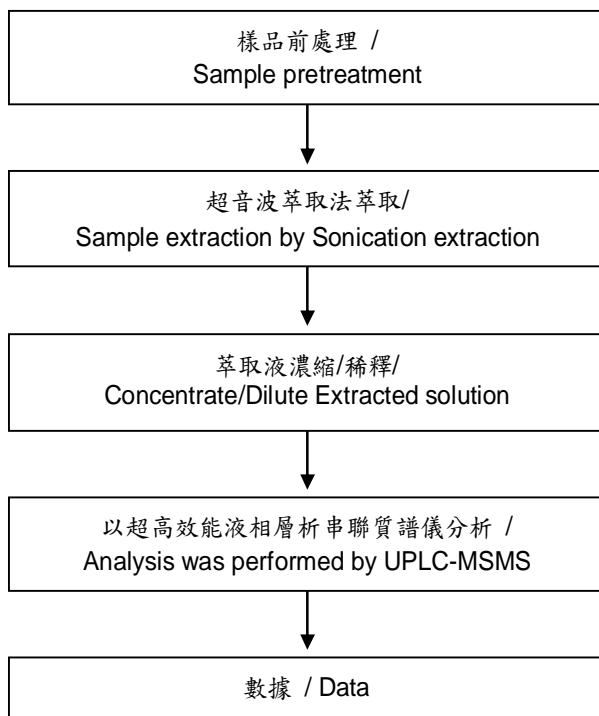 樣品前處理 /
Sample pretreatment
超音波萃取法萃取/
Sample extraction by Sonication extraction
萃取液濃縮/稀釋/
Concentrate/Dilute Extracted solution
以超高效能液相層析串聯質譜儀分析 /
Analysis was performed by UPLC-MSMS
數據 / Data